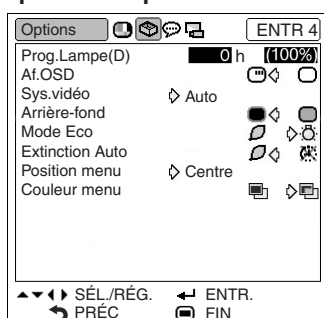 Options ENTR 4
Prog.Lampe(D) 0 h (100%)
Af.OSD
Sys.vidéo Auto
Arrière-fond
Mode Eco
Extinction Auto
Position menu Centre
Couleur menu
SÉL./RÉG. ENTR.
PRÉC FIN